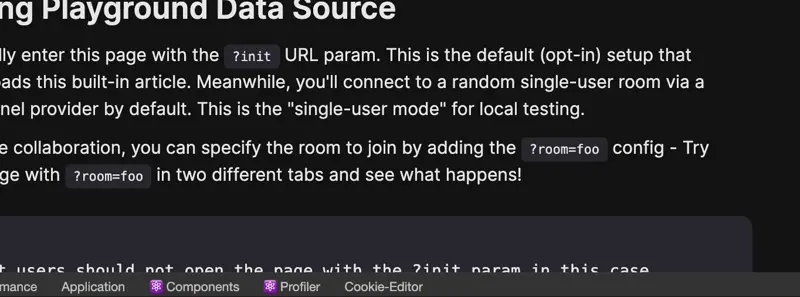 ng Playground Data Source
lly enter this page with the ?init URL param. This is the default (opt-in) setup that
oads this built-in article. Meanwhile, you'll connect to a random single-user room via a
nel provider by default. This is the "single-user mode" for local testing.
e collaboration, you can specify the room to join by adding the ?room=foo config - Try
ge with ?room=foo in two different tabs and see what happens!
t users should not open the page with the ?init param in this case
mance Application Components Profiler Cookie-Editor